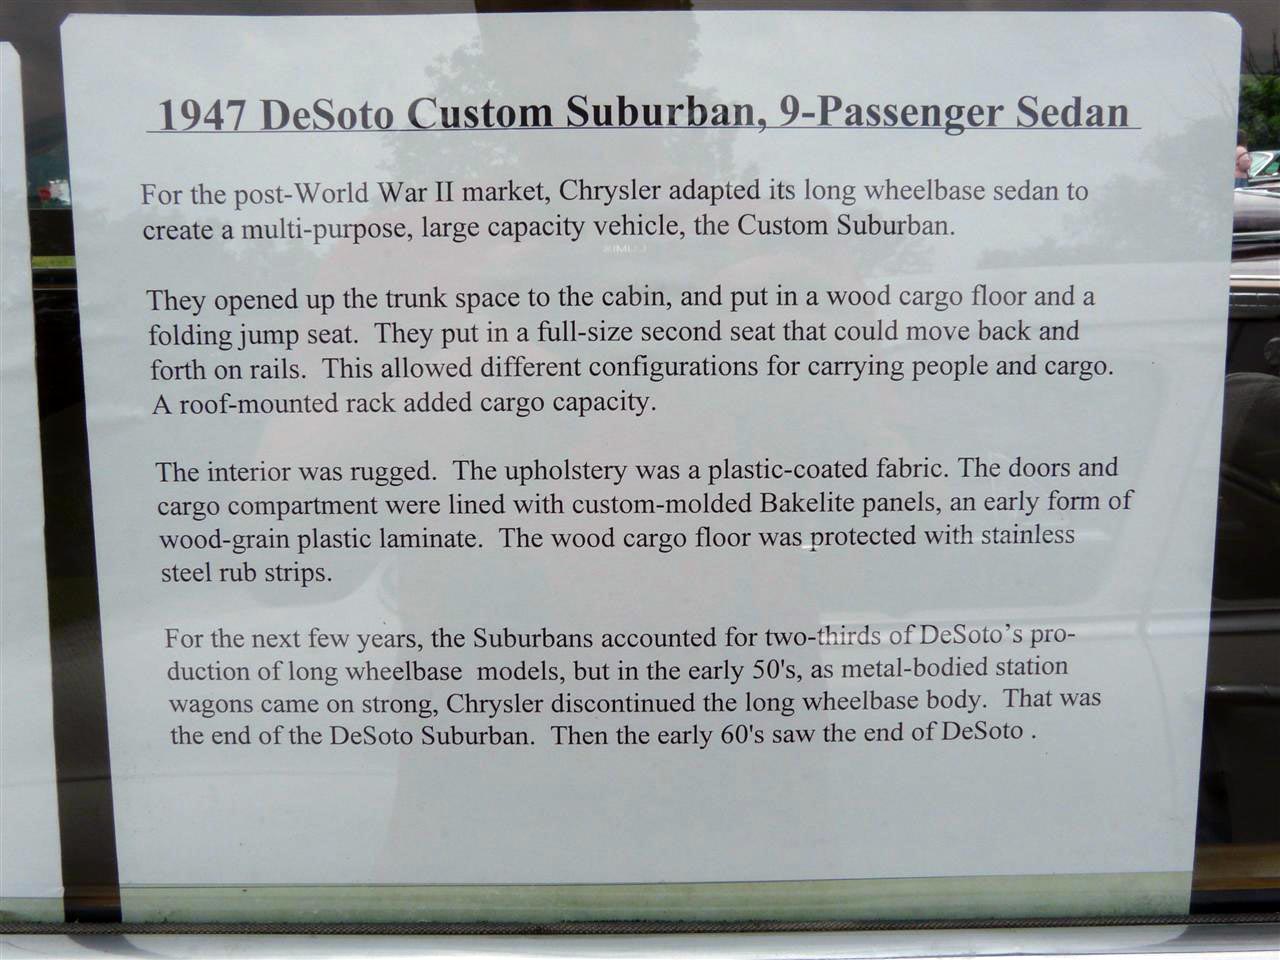 1947 DeSoto Custom Suburban, 9-Passenger Sedan
For the post-World War II market, Chrysler adapted its long wheelbase sedan to
create a multi-purpose, large capacity vehicle, the Custom Suburban.
They opened up the trunk space to the cabin, and put in a wood cargo floor and a
folding jump seat. They put in a full-size second seat that could move back and
forth on rails. This allowed different configurations for carrying people and cargo.
A roof-mounted rack added cargo capacity.
The interior was rugged. The upholstery was a plastic-coated fabric. The doors and
cargo compartment were lined with custom-molded Bakelite panels, an early form of
wood-grain plastic laminate. The wood cargo floor was protected with stainless
steel rub strips.
For the next few years, the Suburbans accounted for two-thirds of DeSoto's pro-
duction of long wheelbase models, but in the early 50's, as metal-bodied station
wagons came on strong, Chrysler discontinued the long wheelbase body. That was
the end of the DeSoto Suburban. Then the early 60's saw the end of DeSoto .